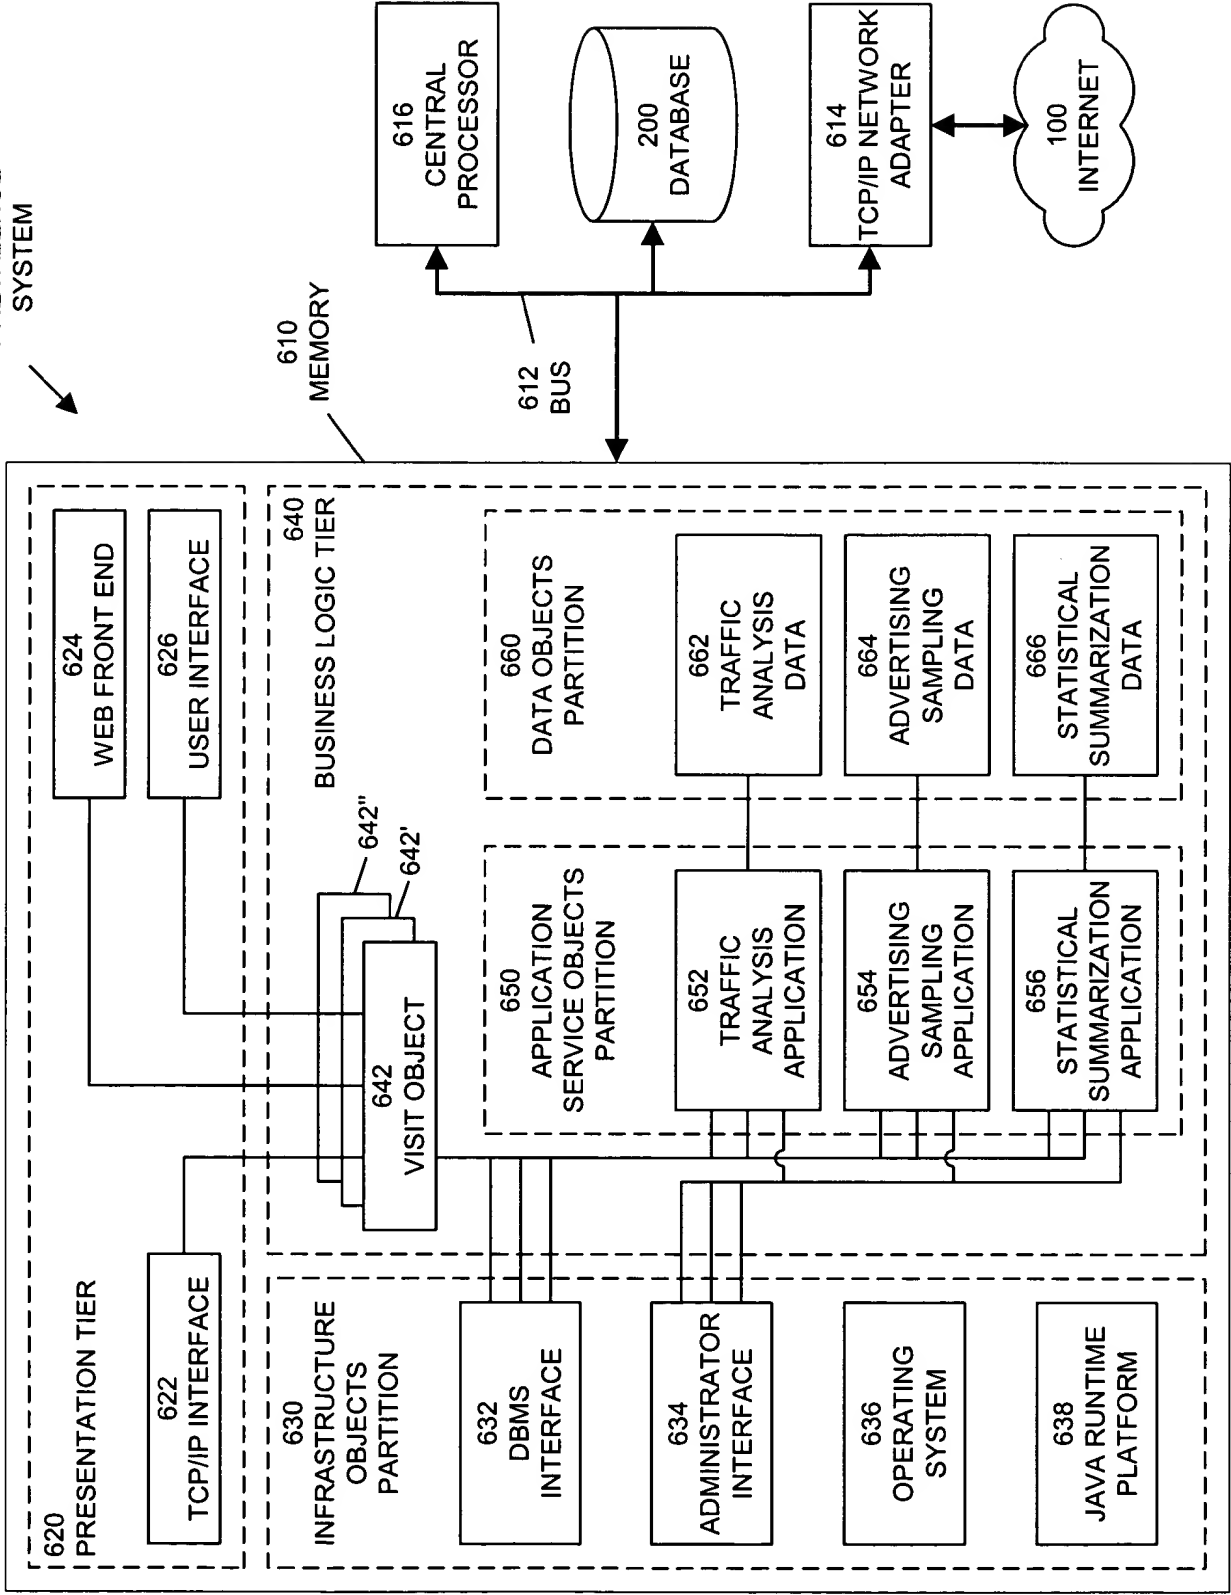 SYSTEM
620
PRESENTATION TIER
622
TCP/IP INTERFACE
624
WEB FRONT END
626
USER INTERFACE
610
MEMORY
630
INFRASTRUCTURE
OBJECTS
PARTITION
632
DBMS
INTERFACE
634
ADMINISTRATOR
INTERFACE
636
OPERATING
SYSTEM
638
JAVA RUNTIME
PLATFORM
640
BUSINESS LOGIC TIER
642"
642'
642
VISIT OBJECT
650
APPLICATION
SERVICE OBJECTS
PARTITION
652
TRAFFIC
ANALYSIS
APPLICATION
654
ADVERTISING
SAMPLING
APPLICATION
656
STATISTICAL
SUMMARIZATION
APPLICATION
660
DATA OBJECTS
PARTITION
662
TRAFFIC
ANALYSIS
DATA
664
ADVERTISING
SAMPLING
DATA
666
STATISTICAL
SUMMARIZATION
DATA
612
BUS
616
CENTRAL
PROCESSOR
200
DATABASE
614
TCP/IP NETWORK
ADAPTER
100
INTERNET